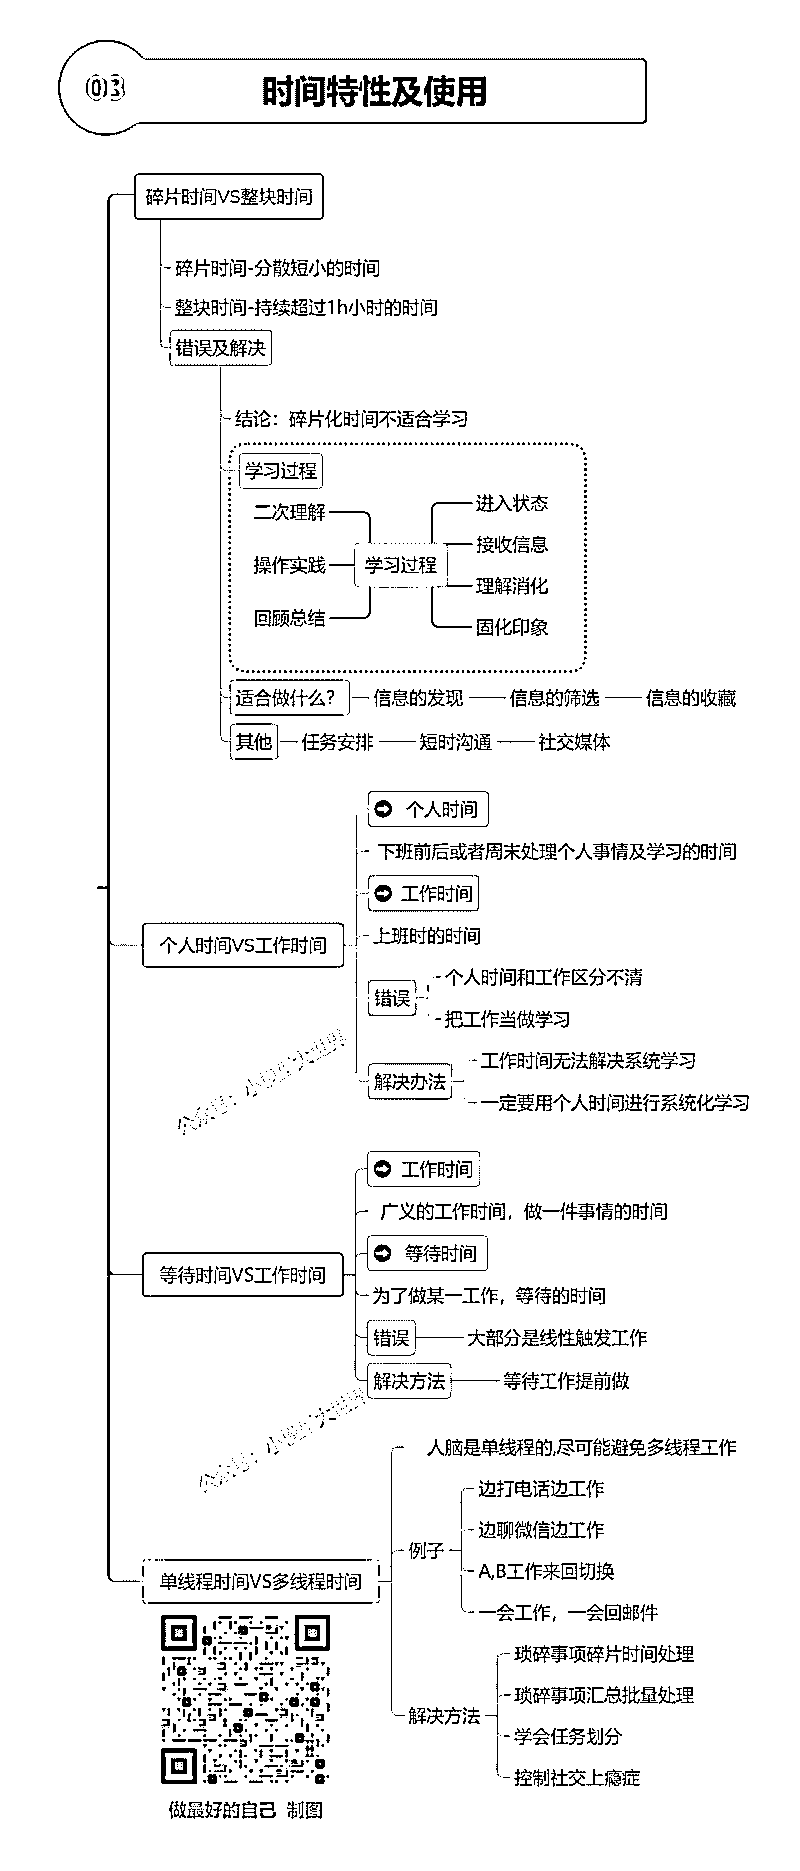 03
时间特性及使用
碎片时间VS整块时间
碎片时间-分散短小的时间
整块时间-持续超过1h小时的时间
错误及解决
结论：碎片化时间不适合学习
学习过程
学习过程
进入状态
接收信息
理解消化
固化印象
二次理解
操作实践
回顾总结
适合做什么？ 信息的发现 信息的筛选 信息的收藏
其他 任务安排 短时沟通 社交媒体
个人时间VS工作时间
个人时间
下班前后或者周末处理个人事情及学习的时间
工作时间
上班时的时间
错误
个人时间和工作区分不清
把工作当做学习
解决办法
工作时间无法解决系统学习
一定要用个人时间进行系统化学习
等待时间VS工作时间
工作时间
广义的工作时间，做一件事情的时间
等待时间
为了做某一工作，等待的时间
错误 大部分是线性触发工作
解决方法 等待工作提前做
单线程时间VS多线程时间
人脑是单线程的,尽可能避免多线程工作
例子
边打电话边工作
边聊微信边工作
A,B工作来回切换
一会工作，一会回邮件
解决方法
琐碎事项碎片时间处理
琐碎事项汇总批量处理
学会任务划分
控制社交上瘾症
做最好的自己 制图